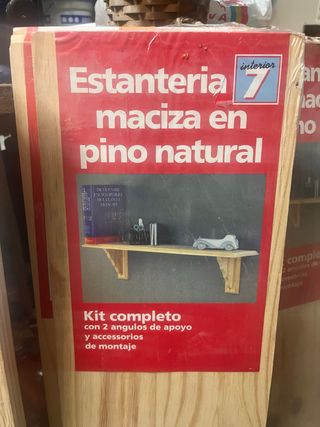 Estanteria
maciza en
pino natural
interior
7
Kit completo
con 2 angulos de apoyo
y accessorios
de montaje